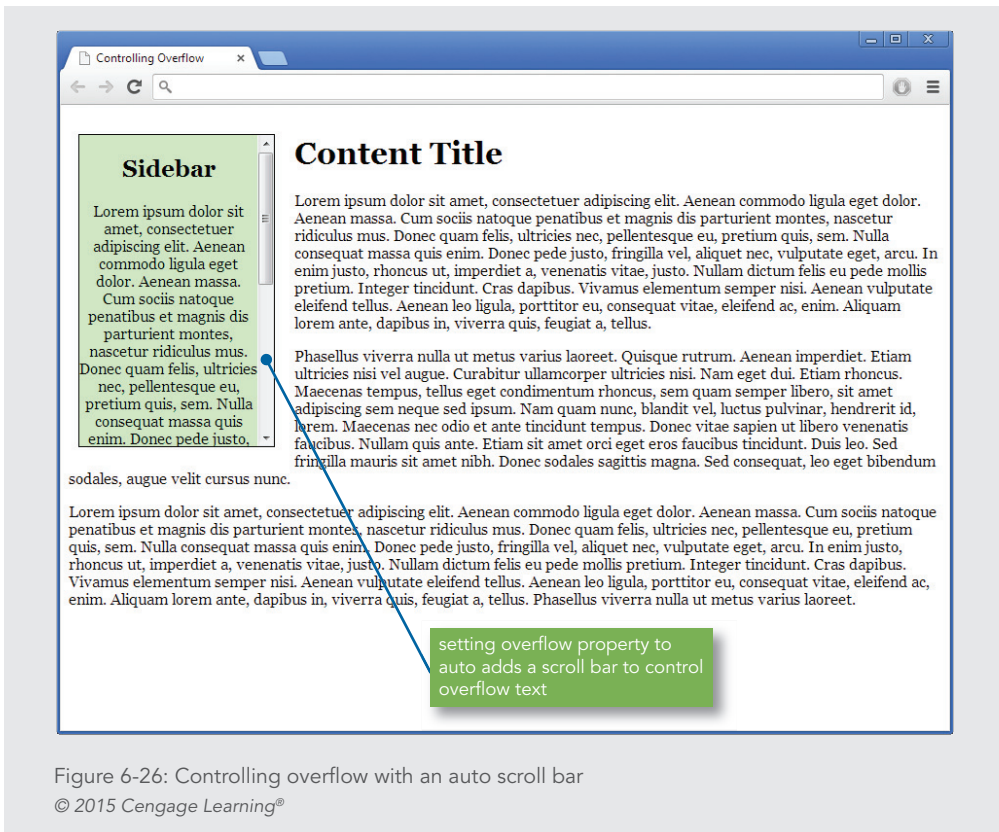 Controlling Overflow
Sidebar
Lorem ipsum dolor sit
amet, consectetuer
adipiscing elit. Aenean
commodo ligula eget
dolor. Aenean massa.
Cum sociis natoque
penatibus et magnis dis
parturient montes,
nascetur ridiculus mus.
Donec quam felis, ultricies
nec, pellentesque eu,
pretium quis, sem. Nulla
consequat massa quis
enim. Donec pede justo,
Content Title
Lorem ipsum dolor sit amet, consectetuer adipiscing elit. Aenean commodo ligula eget dolor.
Aenean massa. Cum sociis natoque penatibus et magnis dis parturient montes, nascetur
ridiculus mus. Donec quam felis, ultricies nec, pellentesque eu, pretium quis, sem. Nulla
consequat massa quis enim. Donec pede justo, fringilla vel, aliquet nec, vulputate eget, arcu. In
enim justo, rhoncus ut, imperdiet a, venenatis vitae, justo. Nullam dictum felis eu pede mollis
pretium. Integer tincidunt. Cras dapibus. Vivamus elementum semper nisi. Aenean vulputate
eleifend tellus. Aenean leo ligula, porttitor eu, consequat vitae, eleifend ac, enim. Aliquam
lorem ante, dapibus in, viverra quis, feugiat a, tellus.
Phasellus viverra nulla ut metus varius laoreet. Quisque rutrum. Aenean imperdiet. Etiam
ultricies nisi vel augue. Curabitur ullamcorper ultricies nisi. Nam eget dui. Etiam rhoncus.
Maecenas tempus, tellus eget condimentum rhoncus, sem quam semper libero, sit amet
adipiscing sem neque sed ipsum. Nam quam nunc, blandit vel, luctus pulvinar, hendrerit id,
lorem. Maecenas nec odio et ante tincidunt tempus. Donec vitae sapien ut libero venenatis
faucibus. Nullam quis ante. Etiam sit amet orci eget eros faucibus tincidunt. Duis leo. Sed
fringilla mauris sit amet nibh. Donec sodales sagittis magna. Sed consequat, leo eget bibendum
sodales, augue velit cursus nunc.
Lorem ipsum dolor sit amet, consectetuer adipiscing elit. Aenean commodo ligula eget dolor. Aenean massa. Cum sociis natoque
penatibus et magnis dis parturient montes, nascetur ridiculus mus. Donec quam felis, ultricies nec, pellentesque eu, pretium
quis, sem. Nulla consequat massa quis enim. Donec pede justo, fringilla vel, aliquet nec, vulputate eget, arcu. In enim justo,
rhoncus ut, imperdiet a, venenatis vitae, justo. Nullam dictum felis eu pede mollis pretium. Integer tincidunt. Cras dapibus.
Vivamus elementum semper nisi. Aenean vulputate eleifend tellus. Aenean leo ligula, porttitor eu, consequat vitae, eleifend ac,
enim. Aliquam lorem ante, dapibus in, viverra quis, feugiat a, tellus. Phasellus viverra nulla ut metus varius laoreet.
setting overflow property to
auto adds a scroll bar to control
overflow text
Figure 6-26: Controlling overflow with an auto scroll bar
© 2015 Cengage Learning®